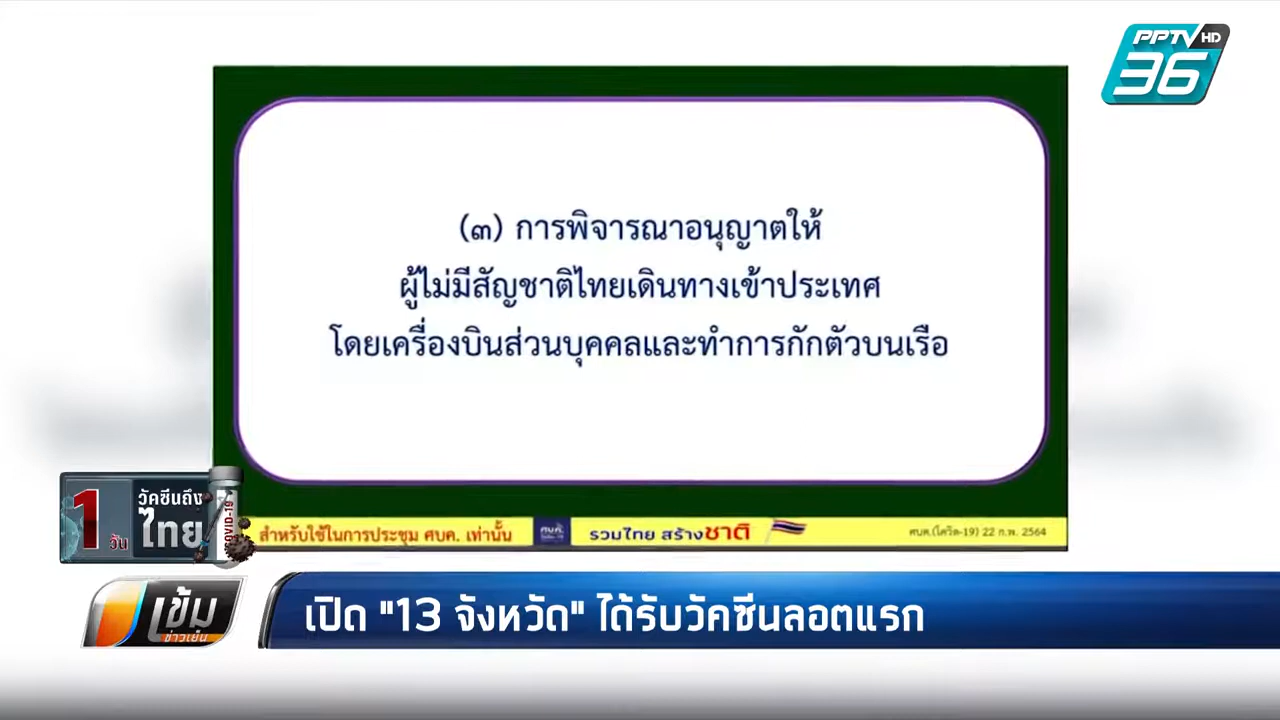 PPTV HD
36
(๓) การพิจารณาอนุญาตให้
ผู้ไม่มีสัญชาติไทยเดินทางเข้าประเทศ
โดยเครื่องบินส่วนบุคคลและทำการกักตัวบนเรือ
1 วัน
วัคซีนถึง
ไทย
สำหรับใช้ในการประชุม ศบค. เท่านั้น
ศบค.
รวมไทย สร้างชาติ
ศบค.(โควิด-19) 22 ก.พ. 2564
เข้ม
ข่าวเย็น
เปิด "13 จังหวัด" ได้รับวัคซีนลอตแรก